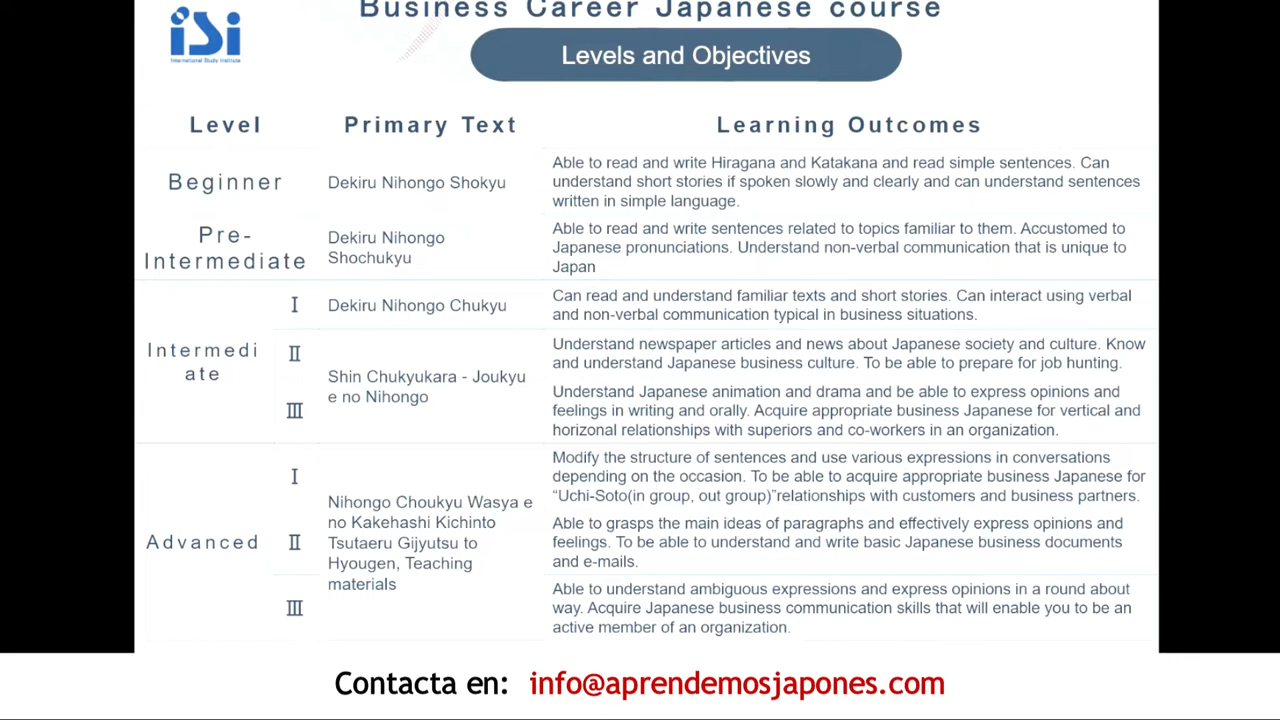 Business Career Japanese course
iSi
International Study Institute
Levels and Objectives
Level
Primary Text
Learning Outcomes
Beginner
Dekiru Nihongo Shokyu
Able to read and write Hiragana and Katakana and read simple sentences. Can
understand short stories if spoken slowly and clearly and can understand sentences
written in simple language.
Pre-
Intermediate
Dekiru Nihongo
Shochukyu
Able to read and write sentences related to topics familiar to them. Accustomed to
Japanese pronunciations. Understand non-verbal communication that is unique to
Japan
Intermedi
ate
Ⅰ
Dekiru Nihongo Chukyu
Can read and understand familiar texts and short stories. Can interact using verbal
and non-verbal communication typical in business situations.
Ⅱ
Shin Chukyukara - Joukyu
e no Nihongo
Understand newspaper articles and news about Japanese society and culture. Know
and understand Japanese business culture. To be able to prepare for job hunting.
Ⅲ
Understand Japanese animation and drama and be able to express opinions and
feelings in writing and orally. Acquire appropriate business Japanese for vertical and
horizonal relationships with superiors and co-workers in an organization.
Advanced
Ⅰ
Nihongo Choukyu Wasya e
no Kakehashi Kichinto
Tsutaeru Gijyutsu to
Hyougen, Teaching
materials
Modify the structure of sentences and use various expressions in conversations
depending on the occasion. To be able to acquire appropriate business Japanese for
“Uchi-Soto(in group, out group)”relationships with customers and business partners.
Ⅱ
Able to grasps the main ideas of paragraphs and effectively express opinions and
feelings. To be able to understand and write basic Japanese business documents
and e-mails.
Ⅲ
Able to understand ambiguous expressions and express opinions in a round about
way. Acquire Japanese business communication skills that will enable you to be an
active member of an organization.
Contacta en: info@aprendemosjapones.com